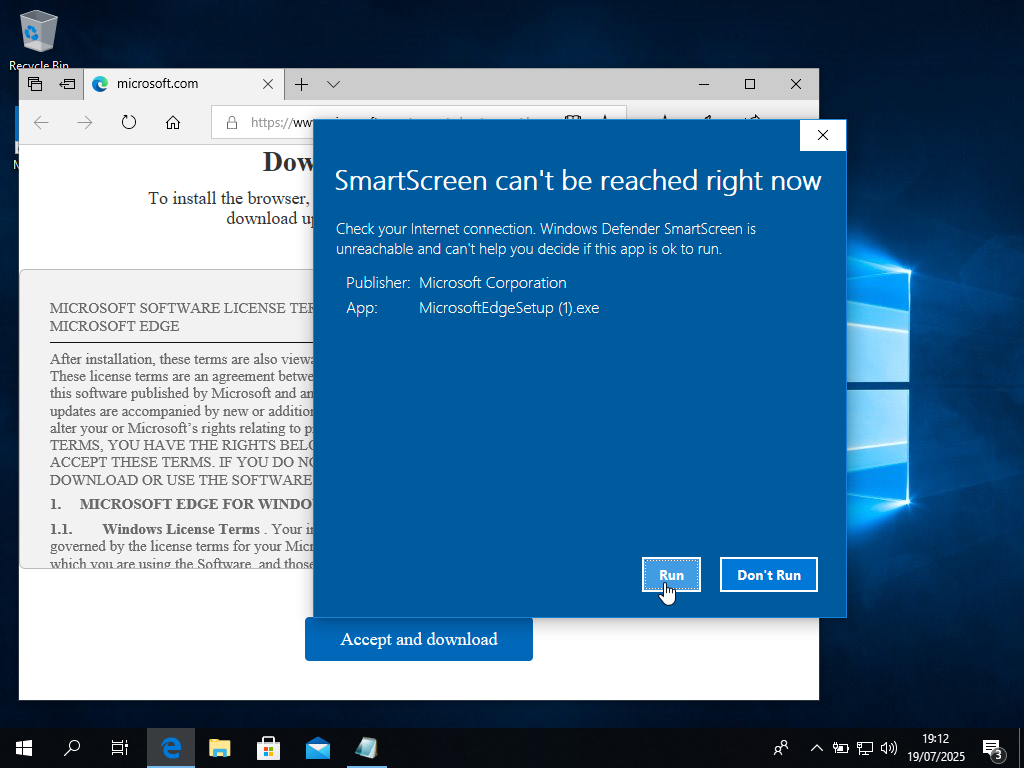 Recycle Bin
microsoft.com
https://www
SmartScreen can't be reached right now
Check your Internet connection. Windows Defender SmartScreen is
unreachable and can't help you decide if this app is ok to run.
Publisher: Microsoft Corporation
App: MicrosoftEdgeSetup (1).exe
Run
Don't Run
Dow
To install the browser,
download up
MICROSOFT SOFTWARE LICENSE TER
MICROSOFT EDGE
After installation, these terms are also viewa
These license terms are an agreement betwe
this software published by Microsoft and an
updates are accompanied by new or addition
alter your or Microsoft's rights relating to p
TERMS, YOU HAVE THE RIGHTS BELO
ACCEPT THESE TERMS. IF YOU DO NO
DOWNLOAD OR USE THE SOFTWARE
1. MICROSOFT EDGE FOR WINDO
1.1. Windows License Terms . Your in
governed by the license terms for your Micr
which you are using the Software, and those
Accept and download
19:12
19/07/2025
3